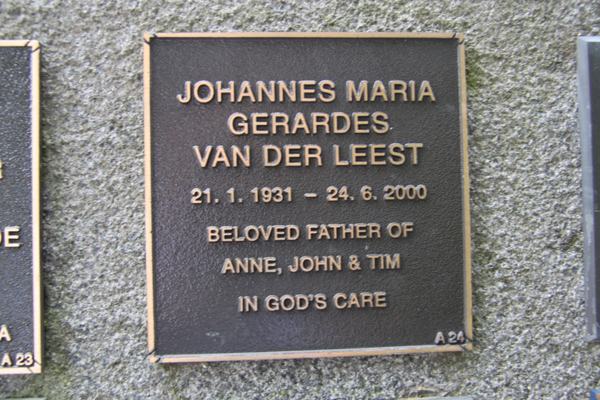 JOHANNES MARIA
GERARDES
VAN DER LEEST
21. 1. 1931 – 24. 6. 2000
BELOVED FATHER OF
ANNE, JOHN & TIM
IN GOD'S CARE
A 24
A 23